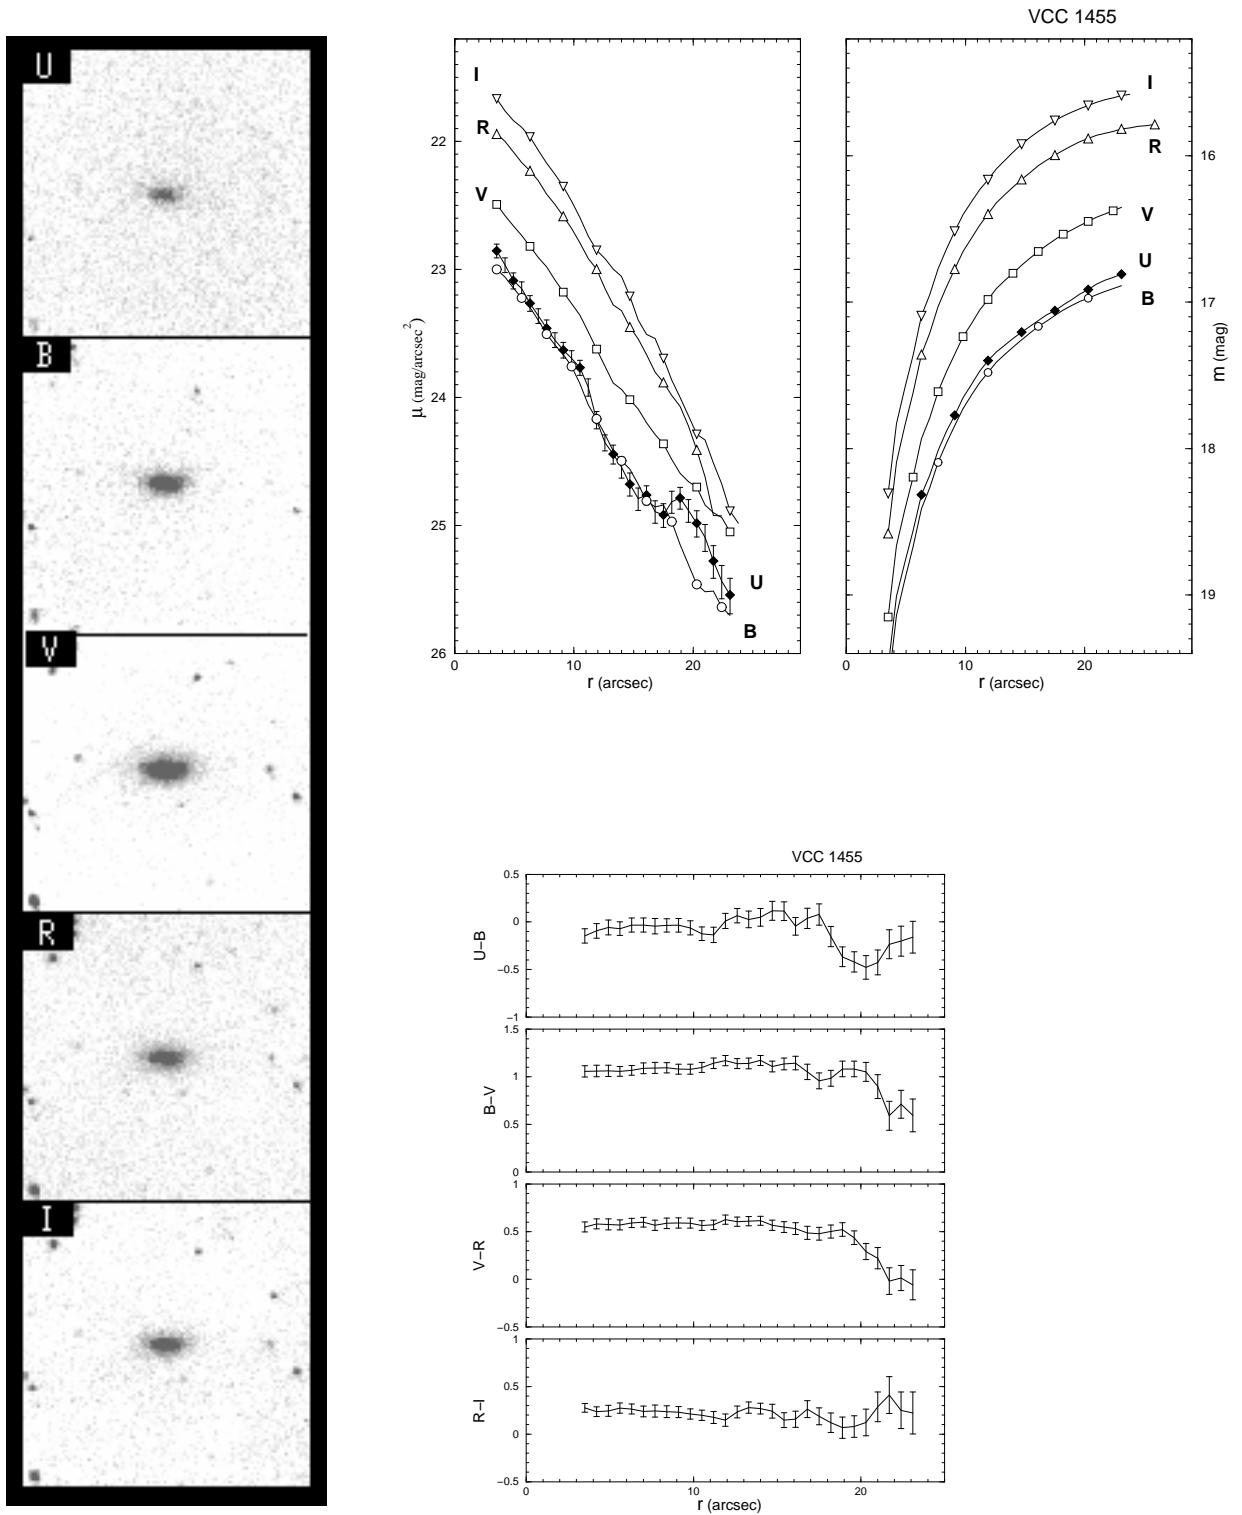 VCC 1455
U
B
V
R
I
I
R
V
U
B
22
23
24
25
26
0
10
20
μ (mag/arcsec²)
r (arcsec)
I
R
V
U
B
16
17
18
19
0
10
20
m (mag)
r (arcsec)
VCC 1455
0.5
0
−0.5
−1
U−B
1.5
1
0.5
0
B−V
1
0.5
0
−0.5
V−R
1
0.5
0
−0.5
R−I
0
10
20
r (arcsec)